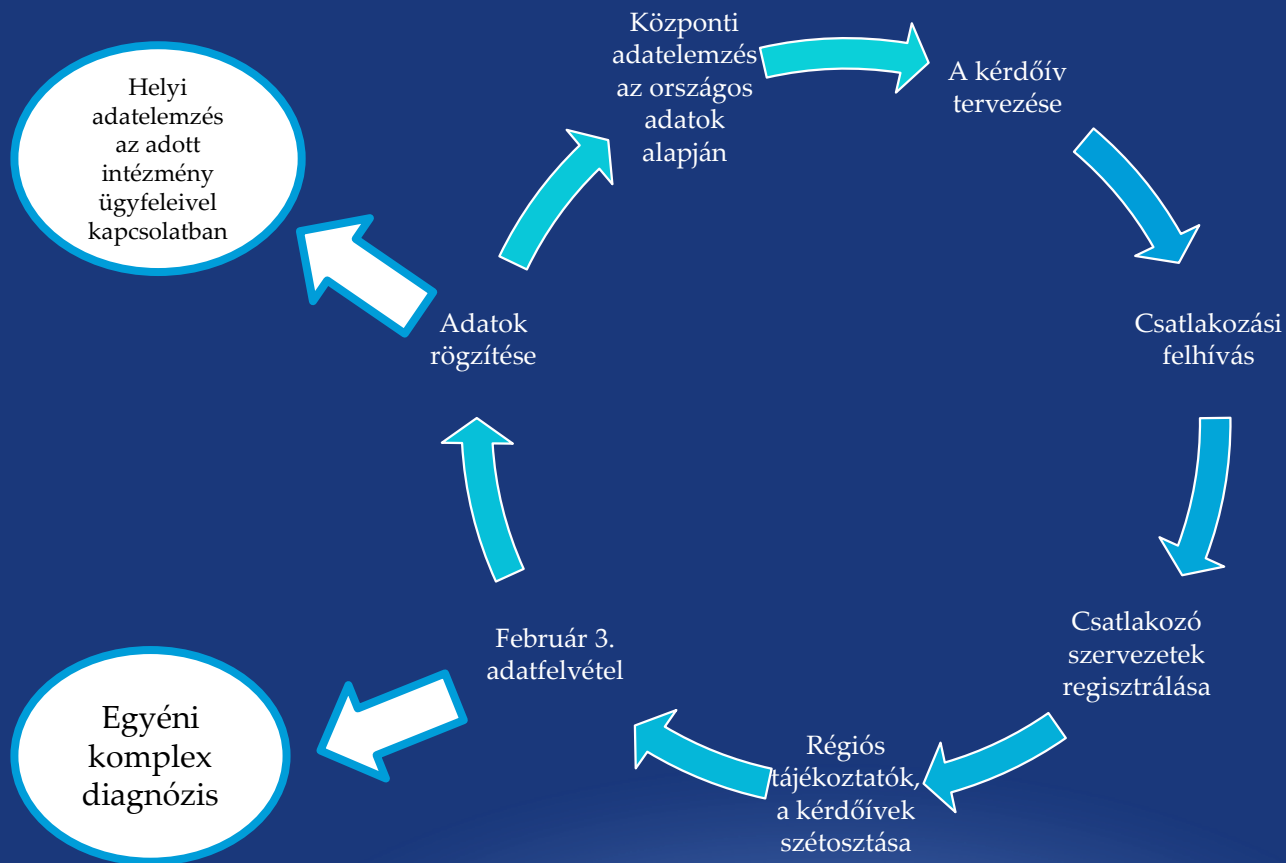 Központi
adatelemzés
az országos
adatok
alapján
A kérdőív
tervezése
Csatlakozási
felhívás
Csatlakozó
szervezetek
regisztrálása
Régiós
tájékoztatók,
a kérdőívek
szétosztása
Február 3.
adatfelvétel
Adatok
rögzítése
Helyi
adatelemzés
az adott
intézmény
ügyfeleivel
kapcsolatban
Egyéni
komplex
diagnózis